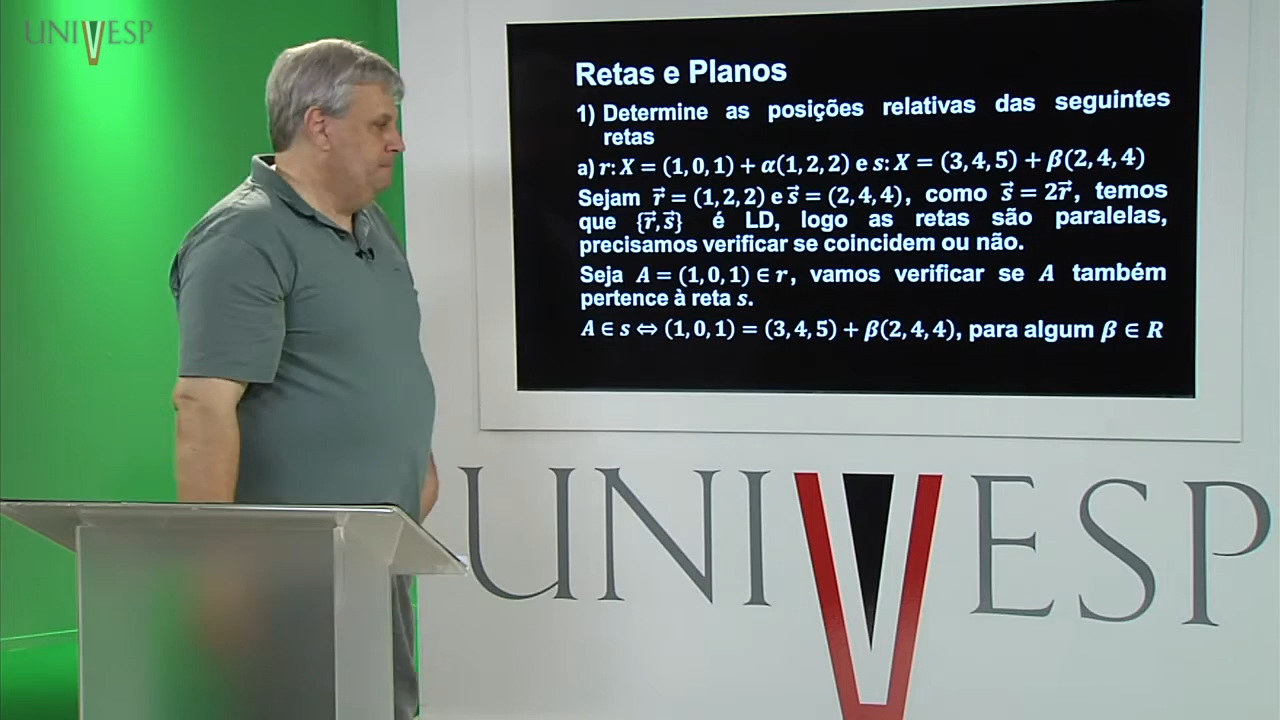 UNIVESP
Retas e Planos
1) Determine as posições relativas das seguintes
retas
a) r: X = (1, 0, 1) + α(1, 2, 2) e s: X = (3, 4, 5) + β(2, 4, 4)
Sejam r⃗ = (1, 2, 2) e s⃗ = (2, 4, 4), como s⃗ = 2r⃗, temos
que {r⃗, s⃗} é LD, logo as retas são paralelas,
precisamos verificar se coincidem ou não.
Seja A = (1, 0, 1) ∈ r, vamos verificar se A também
pertence à reta s.
A ∈ s ⇔ (1, 0, 1) = (3, 4, 5) + β(2, 4, 4), para algum β ∈ R
UNIVESP